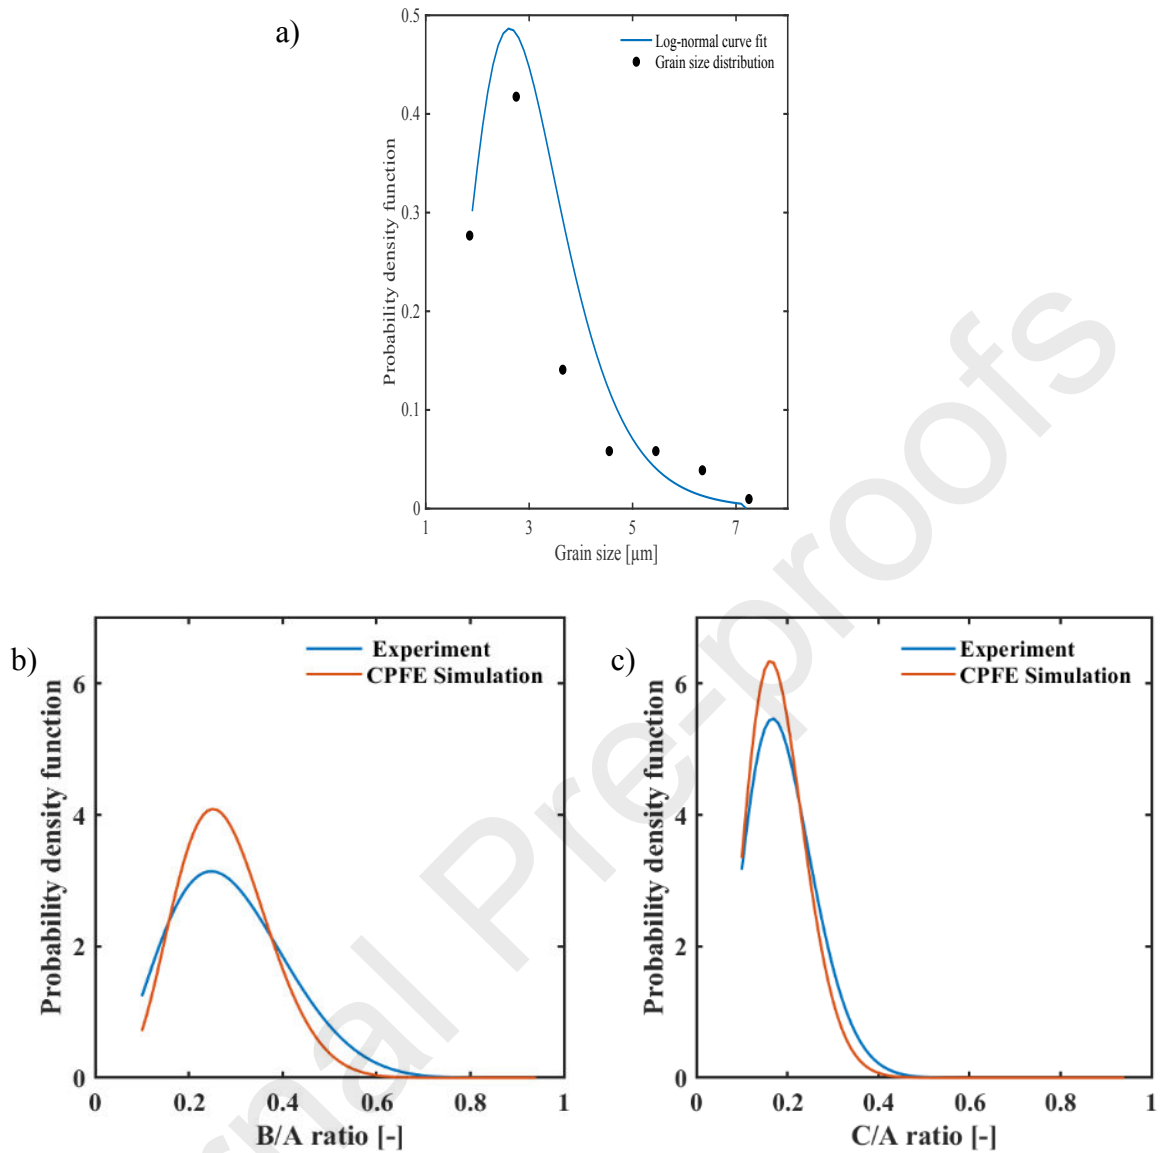 a)
0.5
0.4
0.3
0.2
0.1
0
Probability density function
Log-normal curve fit
Grain size distribution
1 3 5 7
Grain size [µm]
b)
Experiment
CPFE Simulation
6
4
2
0
Probability density function
0 0.2 0.4 0.6 0.8 1
B/A ratio [-]
c)
Experiment
CPFE Simulation
6
4
2
0
Probability density function
0 0.2 0.4 0.6 0.8 1
C/A ratio [-]
rnal Pre-proofs